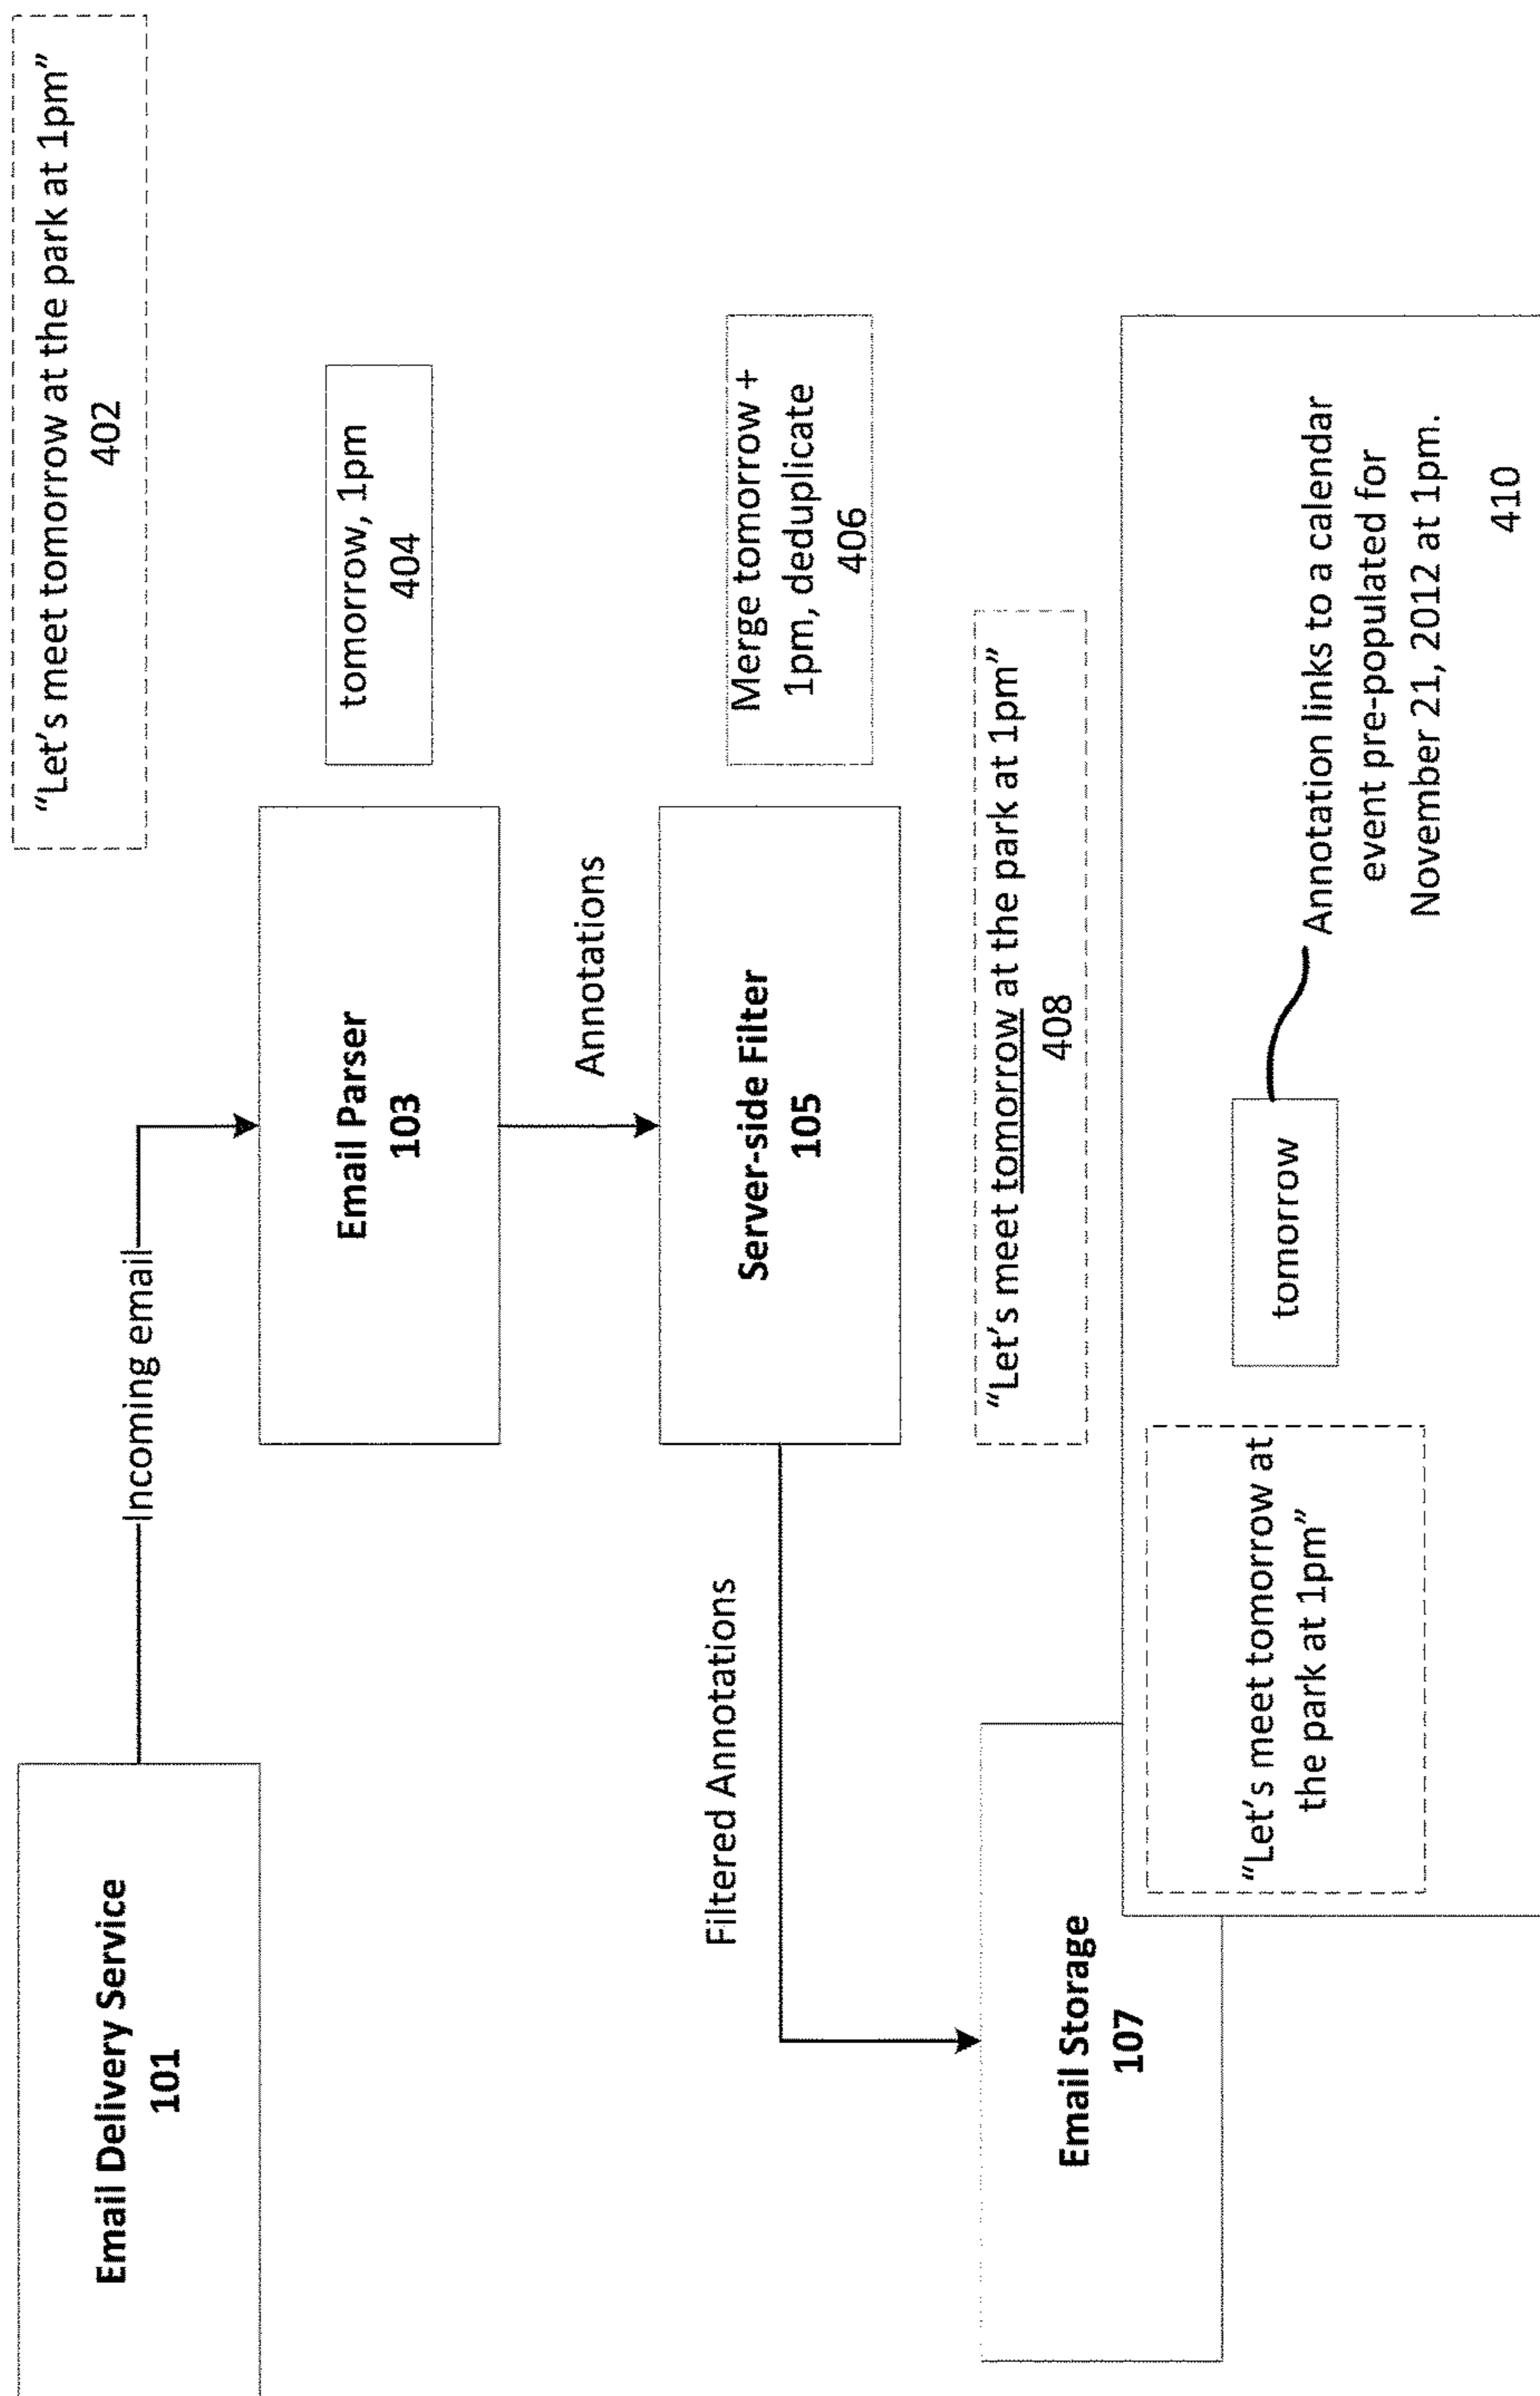 Email Delivery Service
101
Incoming email
"Let's meet tomorrow at the park at 1pm"
402
Email Parser
103
tomorrow, 1pm
404
Annotations
Filtered Annotations
Server-side Filter
105
Merge tomorrow +
1pm, deduplicate
406
"Let's meet tomorrow at the park at 1pm"
408
Email Storage
107
"Let's meet tomorrow at
the park at 1pm"
tomorrow
Annotation links to a calendar
event pre-populated for
November 21, 2012 at 1pm.
410